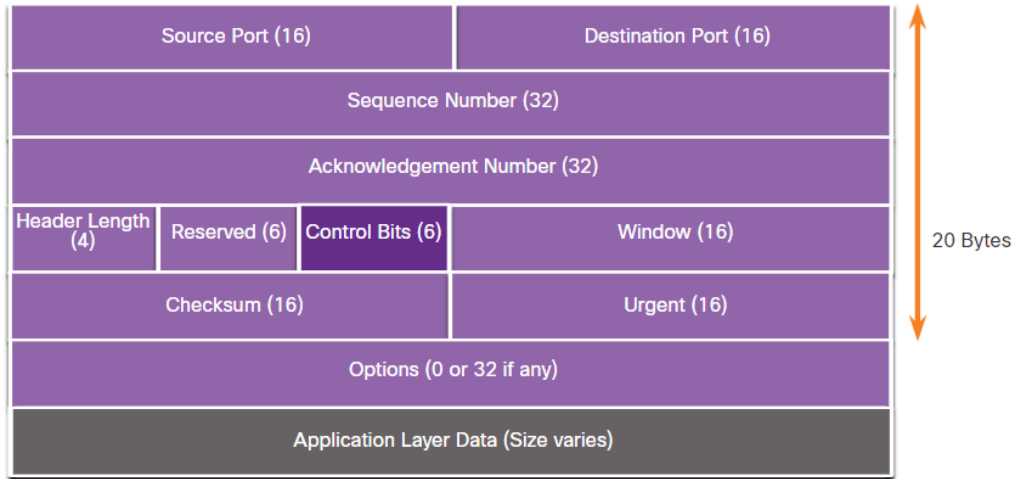 Source Port (16)
Destination Port (16)
Sequence Number (32)
Acknowledgement Number (32)
Header Length
(4)
Reserved (6)
Control Bits (6)
Window (16)
20 Bytes
Checksum (16)
Urgent (16)
Options (0 or 32 if any)
Application Layer Data (Size varies)